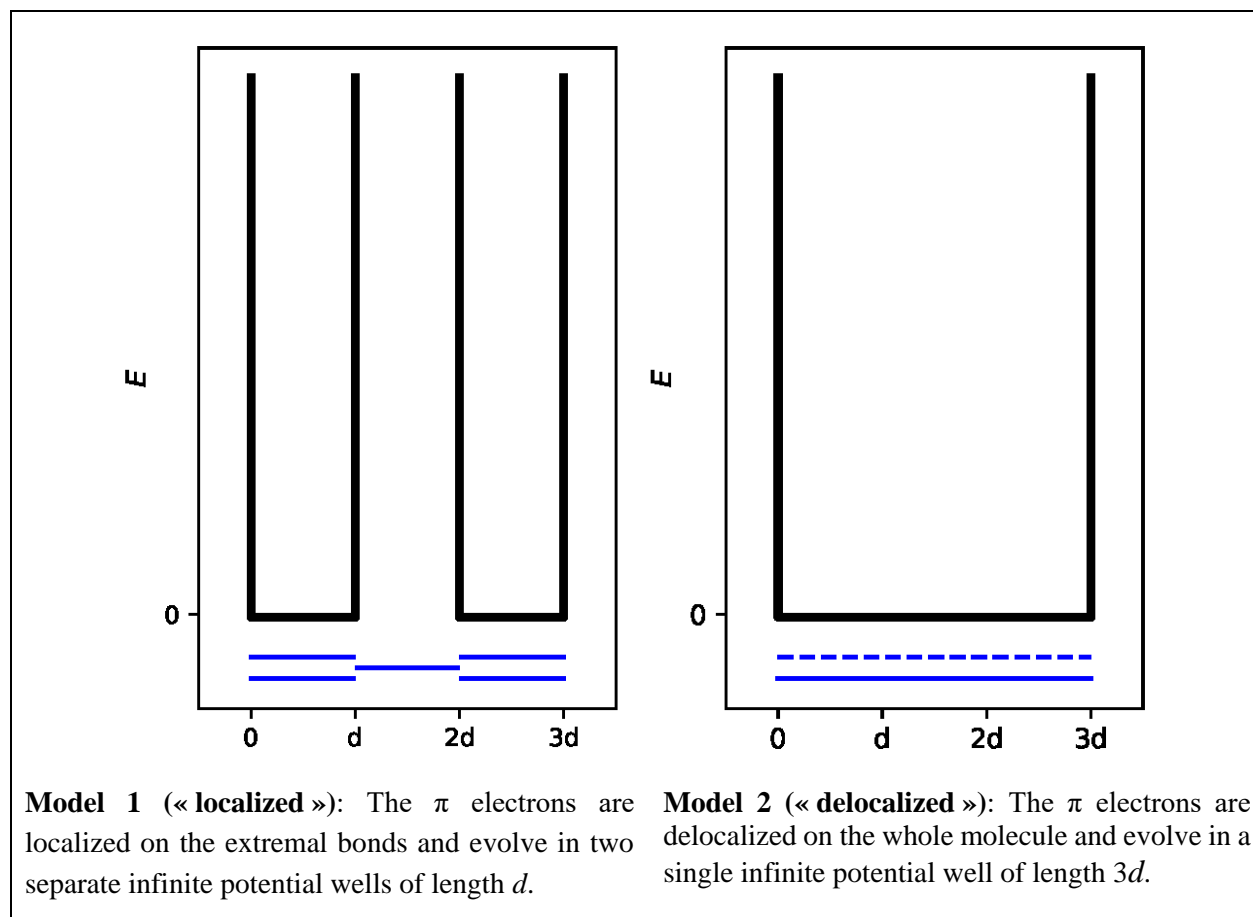 E
0
0 d 2d 3d
E
0
0 d 2d 3d
Model 1 (« localized »): The π electrons are
localized on the extremal bonds and evolve in two
separate infinite potential wells of length d.
Model 2 (« delocalized »): The π electrons are
delocalized on the whole molecule and evolve in a
single infinite potential well of length 3d.